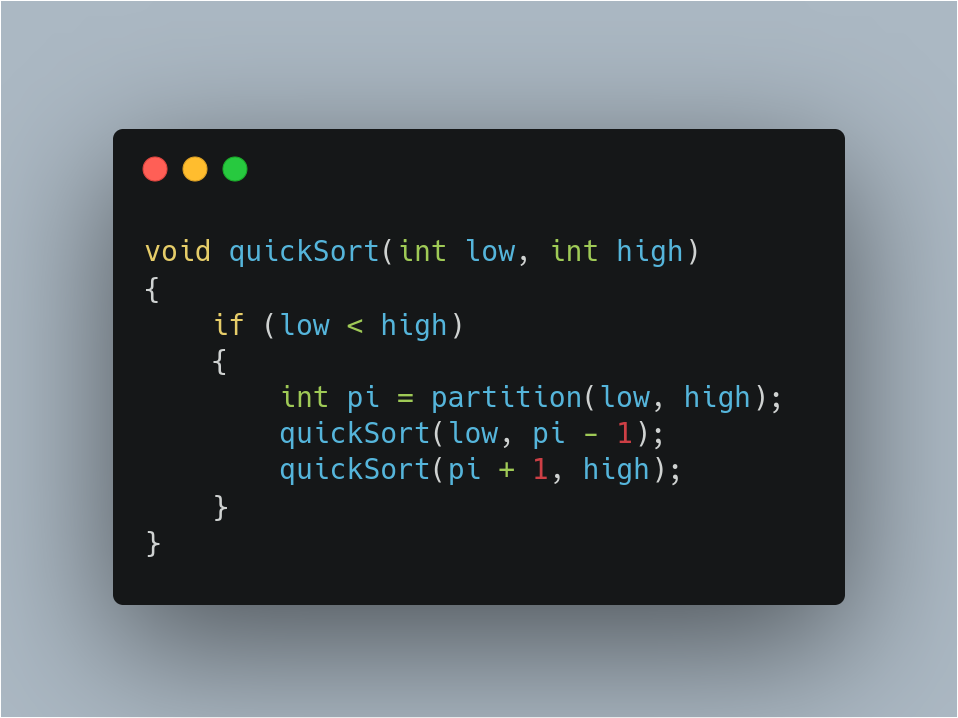 void quickSort(int low, int high)
{
    if (low < high)
    {
        int pi = partition(low, high);
        quickSort(low, pi - 1);
        quickSort(pi + 1, high);
    }
}